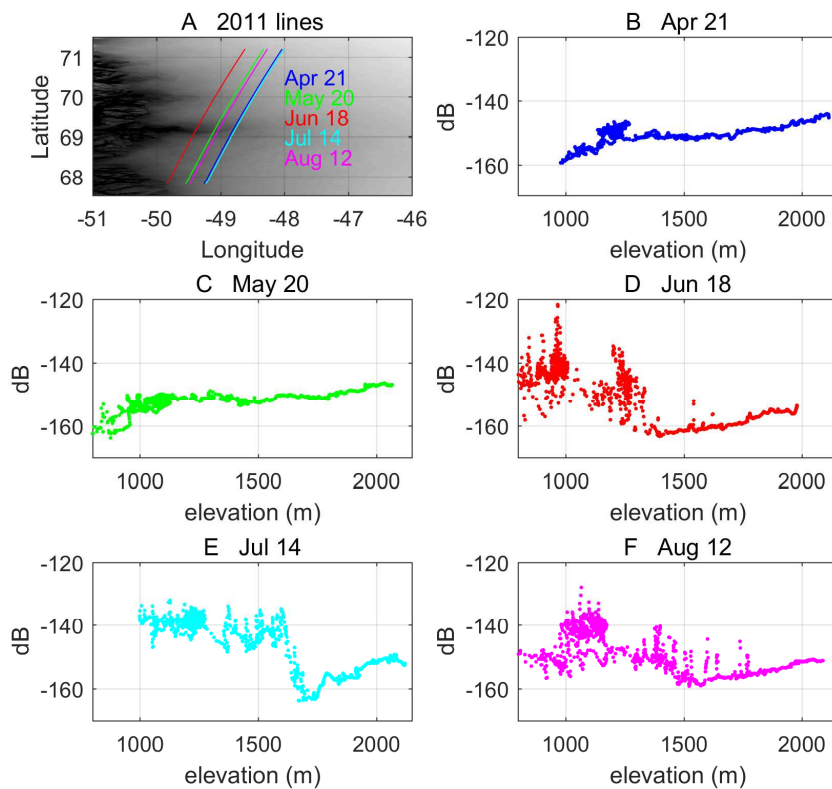 A 2011 lines
71
70
69
68
Latitude
Apr 21
May 20
Jun 18
Jul 14
Aug 12
-51 -50 -49 -48 -47 -46
Longitude
B Apr 21
-120
-140
-160
dB
1000 1500 2000
elevation (m)
C May 20
-120
-140
-160
dB
1000 1500 2000
elevation (m)
D Jun 18
-120
-140
-160
dB
1000 1500 2000
elevation (m)
E Jul 14
-120
-140
-160
dB
1000 1500 2000
elevation (m)
F Aug 12
-120
-140
-160
dB
1000 1500 2000
elevation (m)